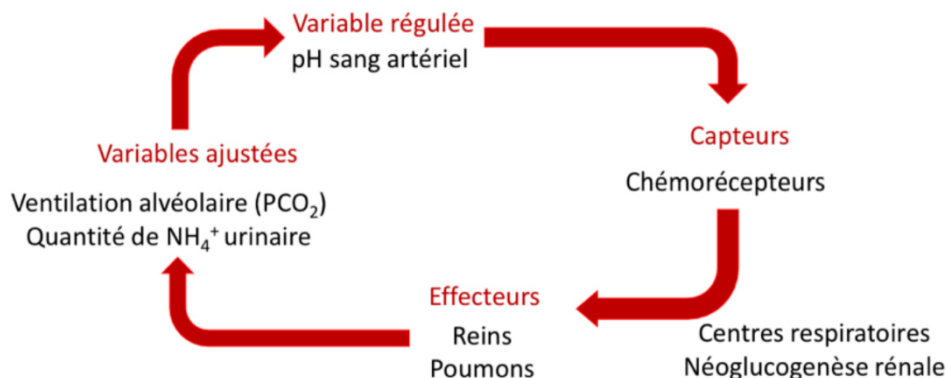 Variable régulée
pH sang artériel
Capteurs
Chémorécepteurs
Centres respiratoires
Néoglucogenèse rénale
Effecteurs
Reins
Poumons
Variables ajustées
Ventilation alvéolaire (PCO₂)
Quantité de NH₄⁺ urinaire